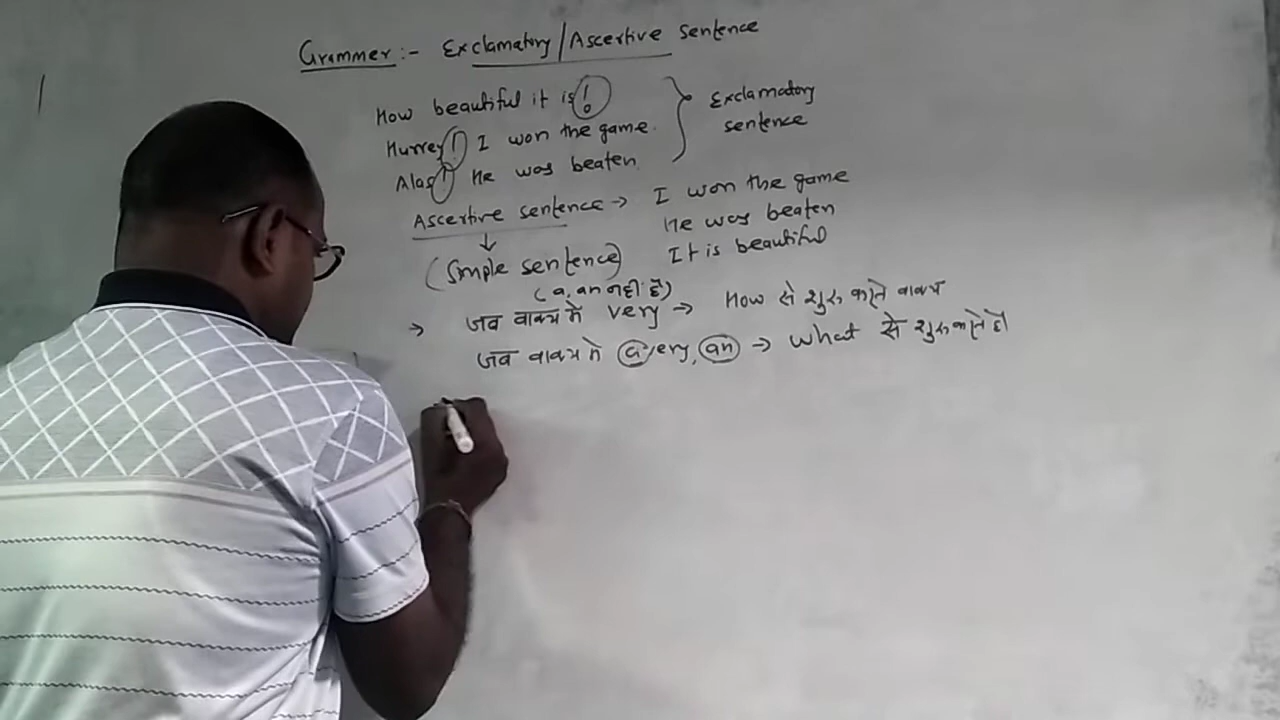 Grammer:- Exclamatory/Ascertive sentence
How beautiful it is!
Hurrey! I won the game.
Alas! He was beaten.
Exclamatory
sentence
Ascertive sentence → I won the game
He was beaten
It is beautiful
↓
(Simple sentence)
(a, an नहीं है)
→ जब वाक्य मे very → How से शुरू करते वाक्य
जब वाक्य मे a very, an → what से शुरू करते हैं